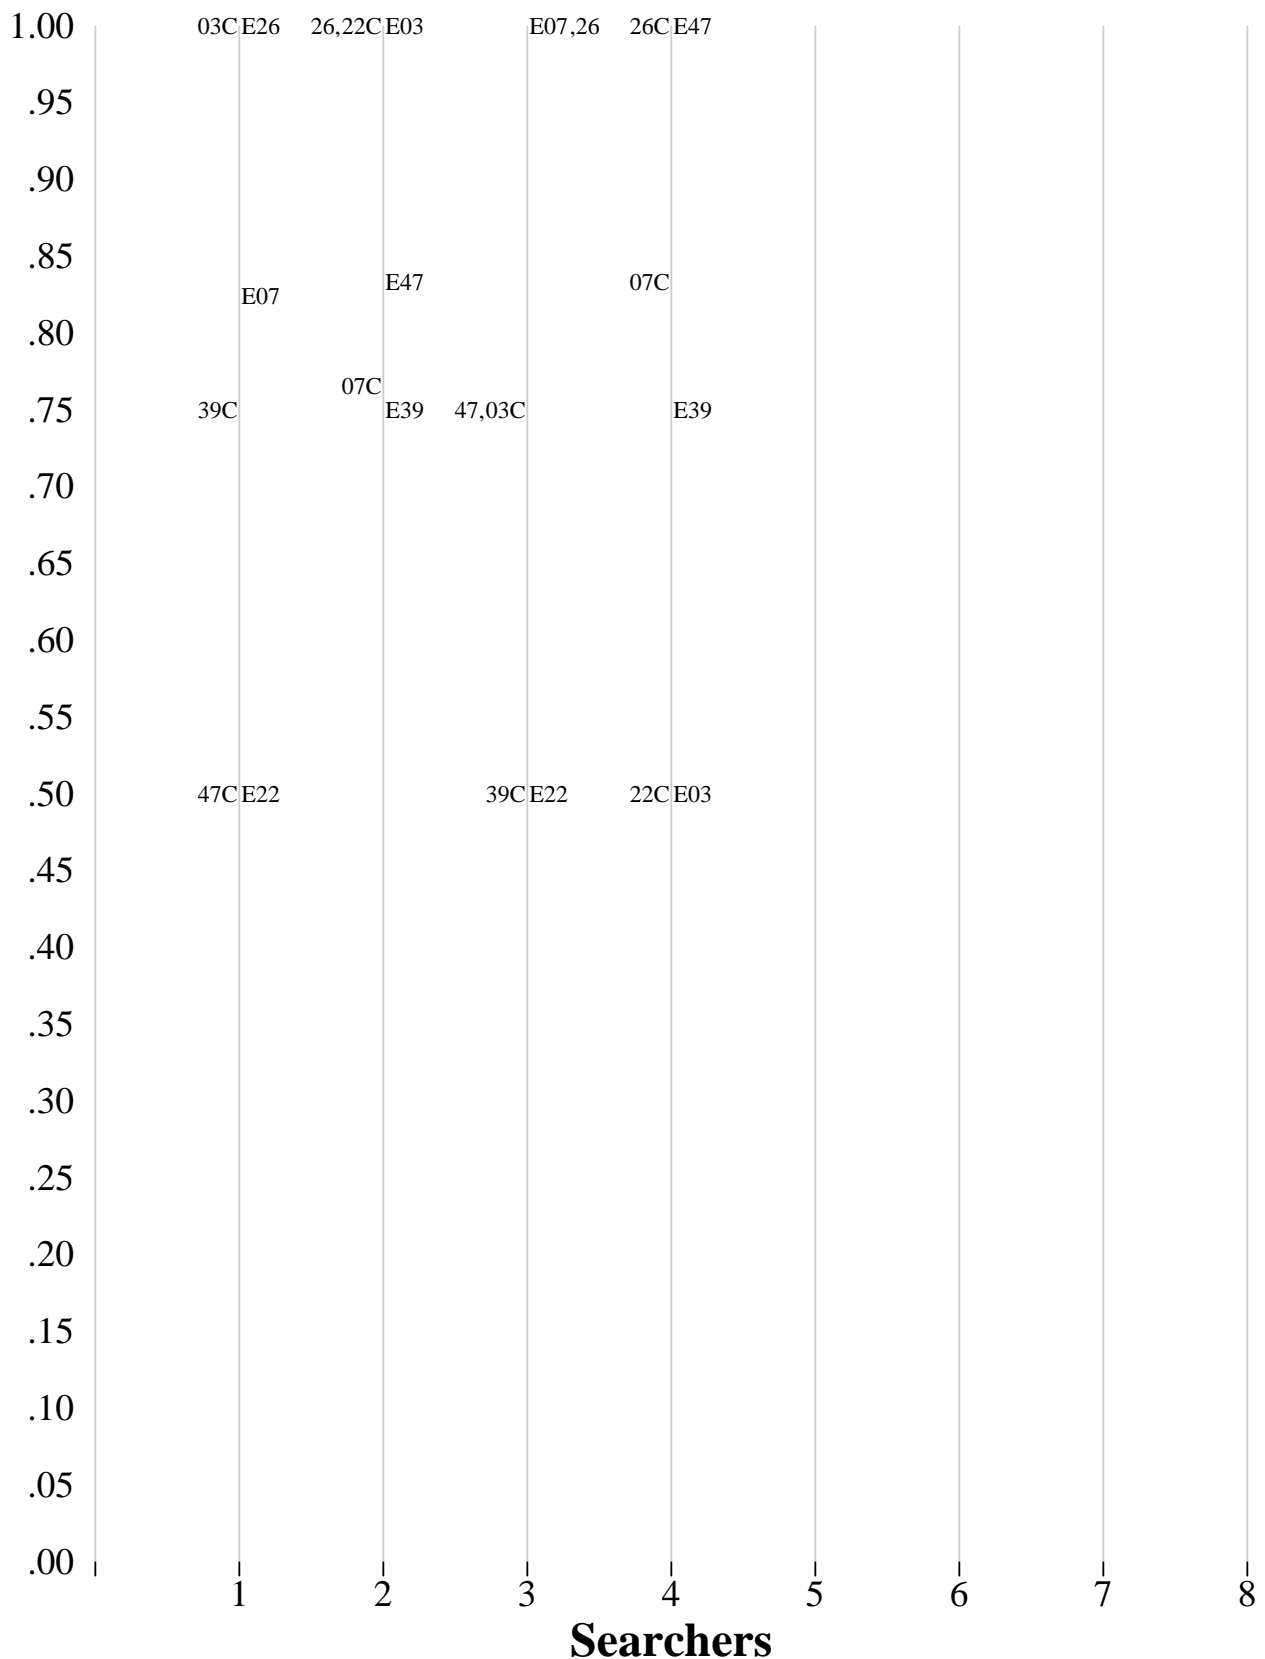 1.00 03C E26 26,22C E03 E07,26 26C E47
.95
.90
.85
E47 07C
E07
.80
07C
.75 39C E39 47,03C E39
.70
.65
.60
.55
.50 47C E22 39C E22 22C E03
.45
.40
.35
.30
.25
.20
.15
.10
.05
.00
1 2 3 4 5 6 7 8
Searchers